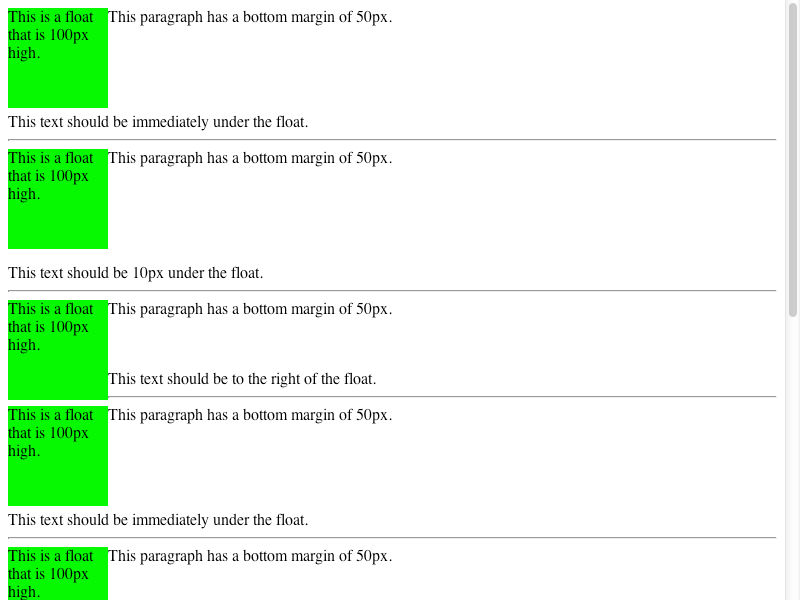 This is a float
that is 100px
high.
This paragraph has a bottom margin of 50px.
This text should be immediately under the float.
This is a float
that is 100px
high.
This paragraph has a bottom margin of 50px.
This text should be 10px under the float.
This is a float
that is 100px
high.
This paragraph has a bottom margin of 50px.
This text should be to the right of the float.
This is a float
that is 100px
high.
This paragraph has a bottom margin of 50px.
This text should be immediately under the float.
This is a float
that is 100px
high.
This paragraph has a bottom margin of 50px.